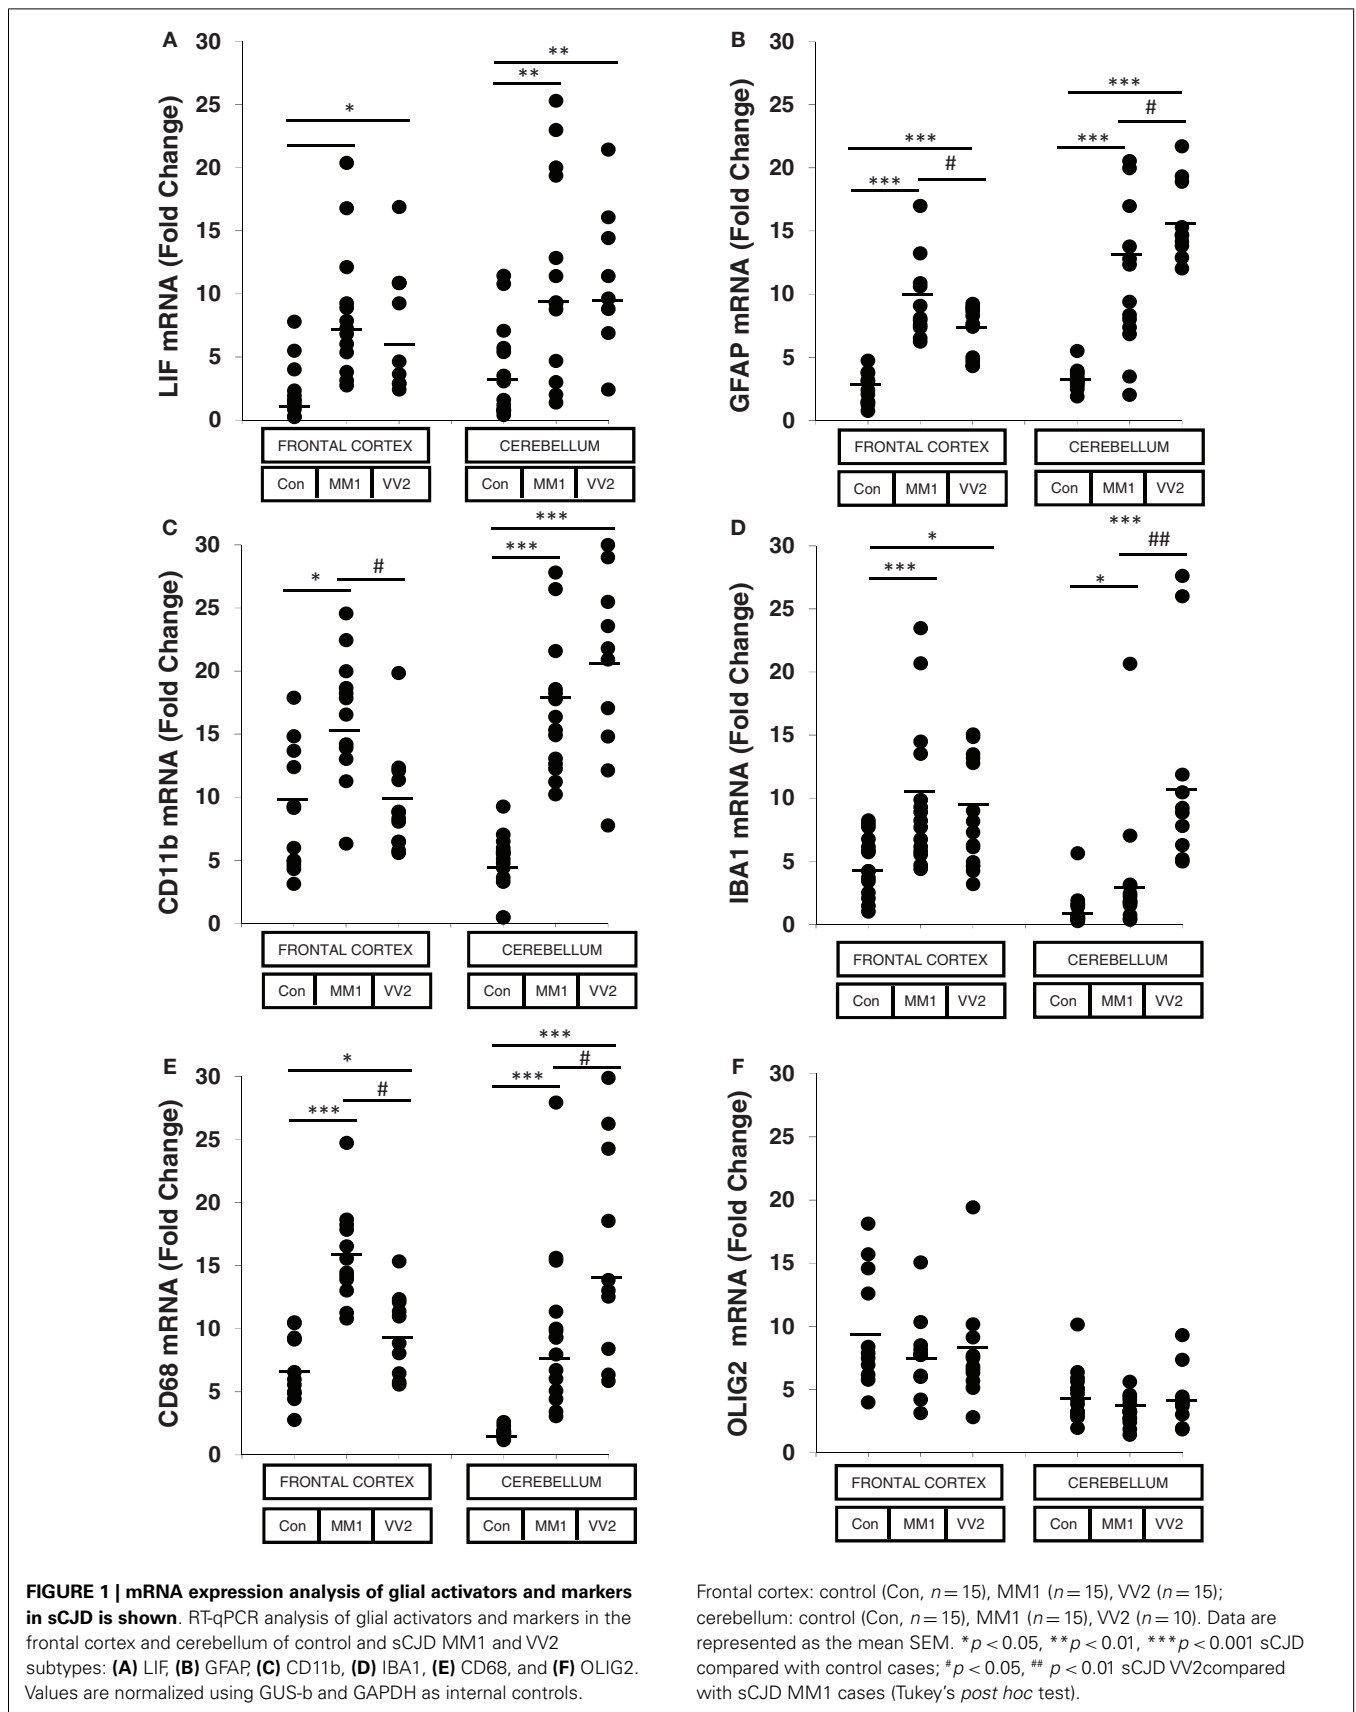 A
LIF mRNA (Fold Change)
30
25
20
15
10
5
0
*
**
**
FRONTAL CORTEX
CEREBELLUM
Con MM1 VV2
Con MM1 VV2
B
GFAP mRNA (Fold Change)
30
25
20
15
10
5
0
***
#
***
***
#
***
FRONTAL CORTEX
CEREBELLUM
Con MM1 VV2
Con MM1 VV2
C
CD11b mRNA (Fold Change)
30
25
20
15
10
5
0
*
#
***
***
FRONTAL CORTEX
CEREBELLUM
Con MM1 VV2
Con MM1 VV2
D
IBA1 mRNA (Fold Change)
30
25
20
15
10
5
0
*
***
***
##
*
FRONTAL CORTEX
CEREBELLUM
Con MM1 VV2
Con MM1 VV2
E
CD68 mRNA (Fold Change)
30
25
20
15
10
5
0
*
#
***
***
#
***
FRONTAL CORTEX
CEREBELLUM
Con MM1 VV2
Con MM1 VV2
F
OLIG2 mRNA (Fold Change)
30
25
20
15
10
5
0
FRONTAL CORTEX
CEREBELLUM
Con MM1 VV2
Con MM1 VV2
FIGURE 1 | mRNA expression analysis of glial activators and markers
in sCJD is shown. RT-qPCR analysis of glial activators and markers in the
frontal cortex and cerebellum of control and sCJD MM1 and VV2
subtypes: (A) LIF, (B) GFAP, (C) CD11b, (D) IBA1, (E) CD68, and (F) OLIG2.
Values are normalized using GUS-b and GAPDH as internal controls.
Frontal cortex: control (Con, n = 15), MM1 (n = 15), VV2 (n = 15);
cerebellum: control (Con, n = 15), MM1 (n = 15), VV2 (n = 10). Data are
represented as the mean SEM. *p < 0.05, **p < 0.01, ***p < 0.001 sCJD
compared with control cases; #p < 0.05, ## p < 0.01 sCJD VV2compared
with sCJD MM1 cases (Tukey's post hoc test).